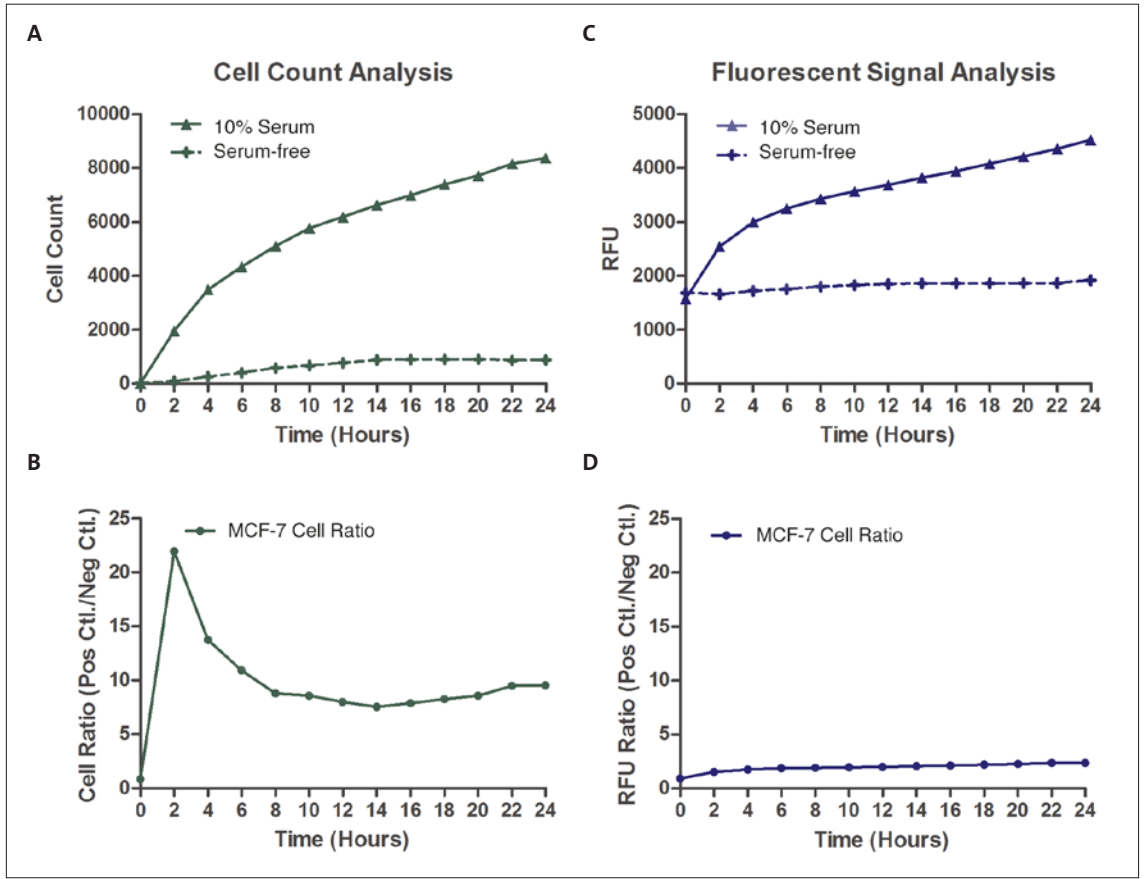 A
Cell Count Analysis
10% Serum
Serum-free
Cell Count
10000
8000
6000
4000
2000
0
0 2 4 6 8 10 12 14 16 18 20 22 24
Time (Hours)
C
Fluorescent Signal Analysis
10% Serum
Serum-free
RFU
5000
4000
3000
2000
1000
0
0 2 4 6 8 10 12 14 16 18 20 22 24
Time (Hours)
B
MCF-7 Cell Ratio
Cell Ratio (Pos Ctl./Neg Ctl.)
25
20
15
10
5
0
0 2 4 6 8 10 12 14 16 18 20 22 24
Time (Hours)
D
MCF-7 Cell Ratio
RFU Ratio (Pos Ctl./Neg Ctl.)
25
20
15
10
5
0
0 2 4 6 8 10 12 14 16 18 20 22 24
Time (Hours)